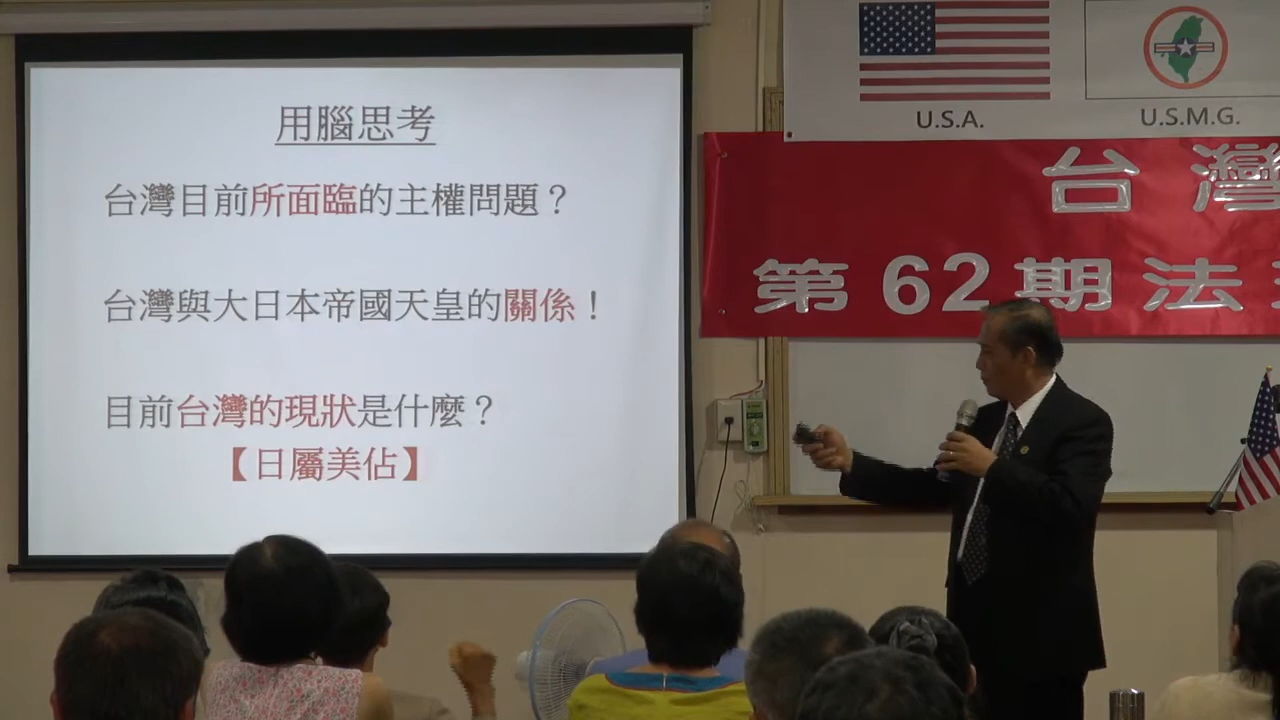 用腦思考
台灣目前所面臨的主權問題？
台灣與大日本帝國天皇的關係！
目前台灣的現狀是什麼？
【日屬美佔】
U.S.A.
U.S.M.G.
台灣
第62期法